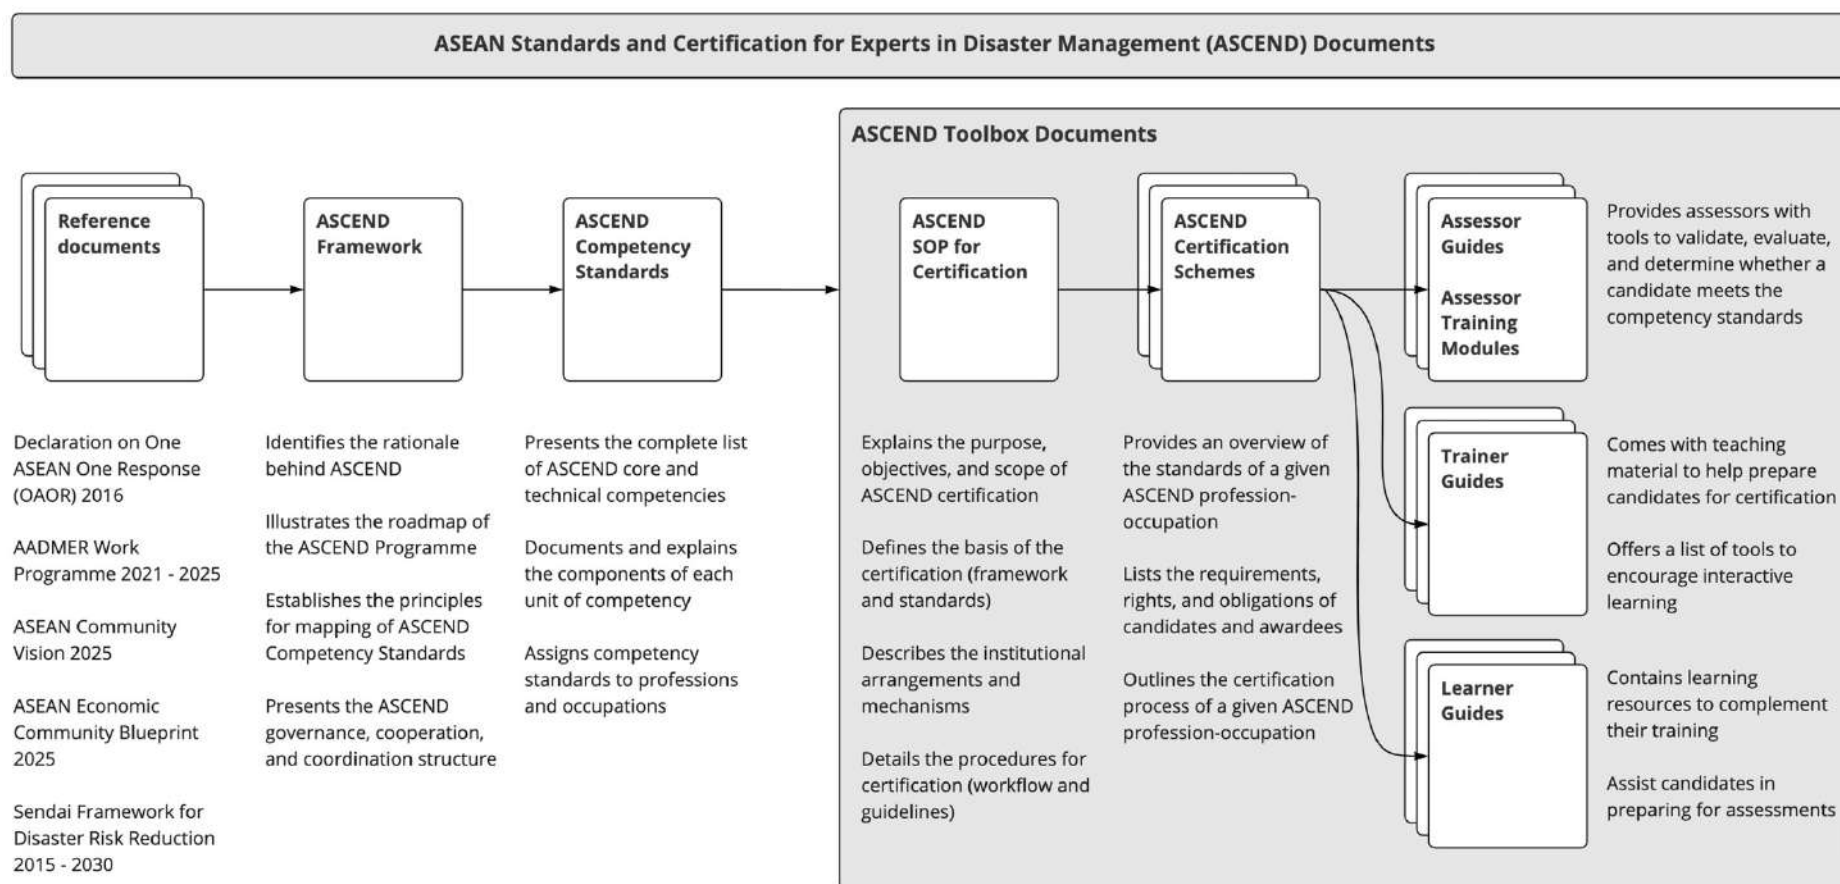 ASEAN Standards and Certification for Experts in Disaster Management (ASCEND) Documents
ASCEND Toolbox Documents
Reference
documents
ASCEND
Framework
ASCEND
Competency
Standards
ASCEND
SOP for
Certification
ASCEND
Certification
Schemes
Assessor
Guides
Assessor
Training
Modules
Provides assessors with
tools to validate, evaluate,
and determine whether a
candidate meets the
competency standards
Declaration on One
ASEAN One Response
(OAOR) 2016
AADMER Work
Programme 2021 - 2025
ASEAN Community
Vision 2025
ASEAN Economic
Community Blueprint
2025
Sendai Framework for
Disaster Risk Reduction
2015 - 2030
Identifies the rationale
behind ASCEND
Illustrates the roadmap of
the ASCEND Programme
Establishes the principles
for mapping of ASCEND
Competency Standards
Presents the ASCEND
governance, cooperation,
and coordination structure
Presents the complete list
of ASCEND core and
technical competencies
Documents and explains
the components of each
unit of competency
Assigns competency
standards to professions
and occupations
Explains the purpose,
objectives, and scope of
ASCEND certification
Defines the basis of the
certification (framework
and standards)
Describes the institutional
arrangements and
mechanisms
Details the procedures for
certification (workflow and
guidelines)
Provides an overview of
the standards of a given
ASCEND profession-
occupation
Lists the requirements,
rights, and obligations of
candidates and awardees
Outlines the certification
process of a given ASCEND
profession-occupation
Trainer
Guides
Comes with teaching
material to help prepare
candidates for certification
Offers a list of tools to
encourage interactive
learning
Learner
Guides
Contains learning
resources to complement
their training
Assist candidates in
preparing for assessments